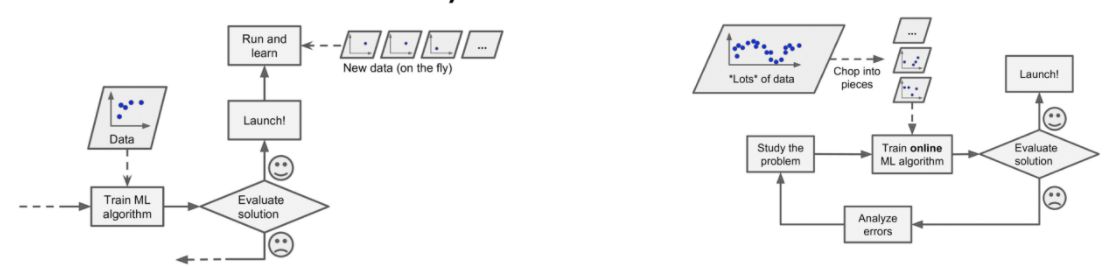 Run and
learn
...
New data (on the fly)
Data
Launch!
Train ML
algorithm
Evaluate
solution
*Lots* of data
Chop into
pieces
...
Launch!
Study the
problem
Train online
ML algorithm
Evaluate
solution
Analyze
errors